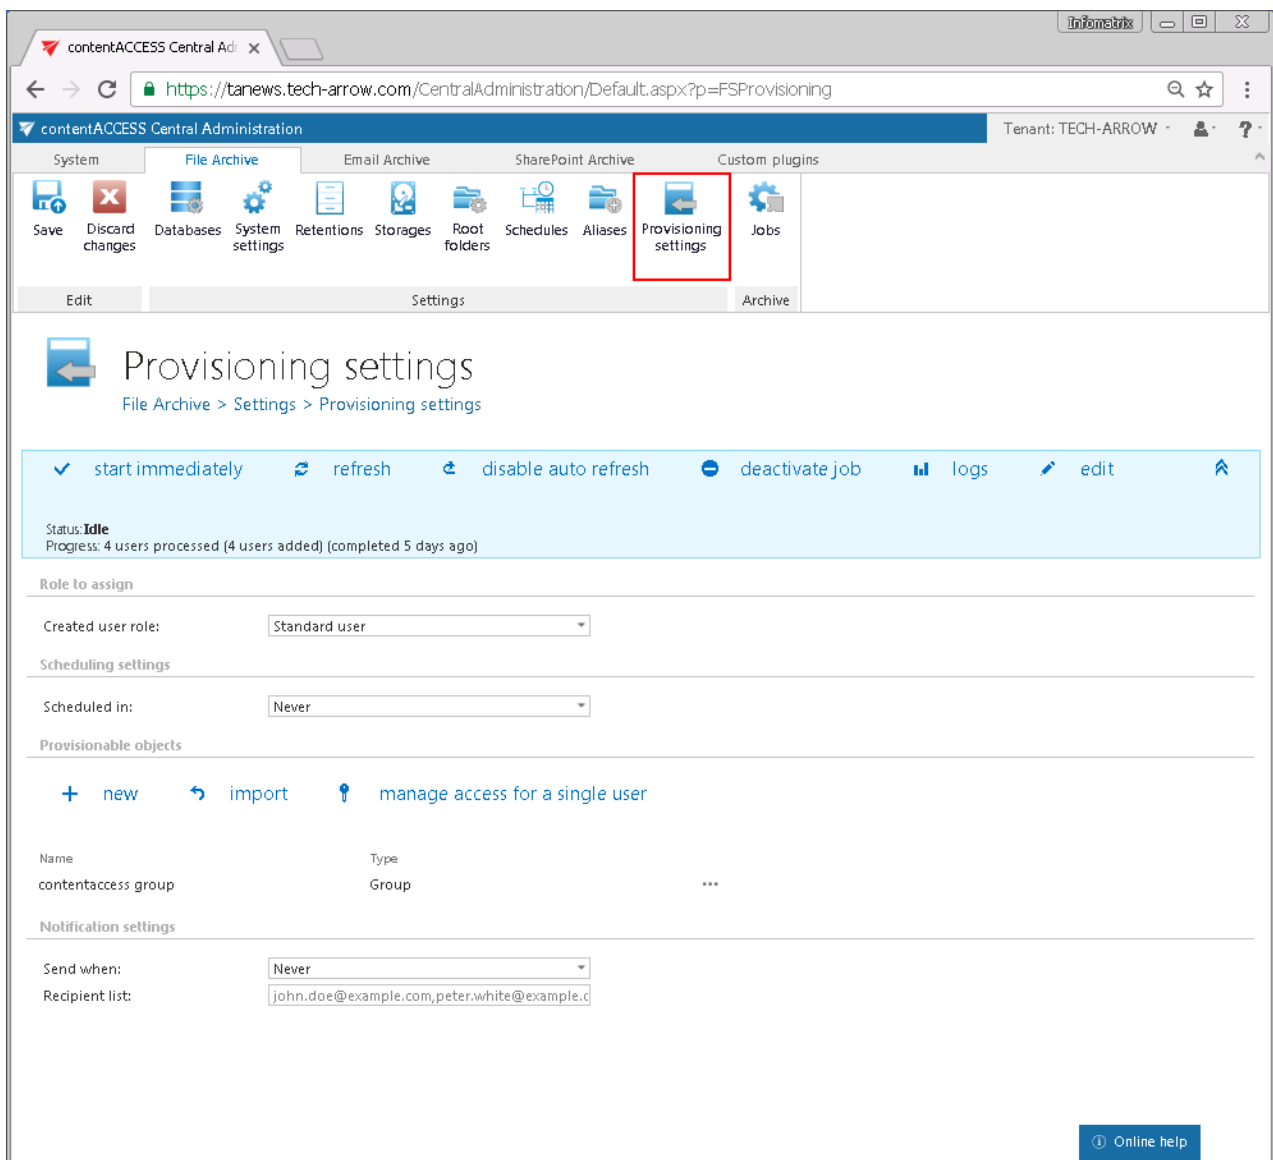 Infomatrix
contentACCESS Central Adı
https://tanews.tech-arrow.com/CentralAdministration/Default.aspx?p=FSProvisioning
contentACCESS Central Administration
Tenant: TECH-ARROW
?
System File Archive Email Archive SharePoint Archive Custom plugins
Save Discard changes Databases System settings Retentions Storages Root folders Schedules Aliases Provisioning settings Jobs
Edit Settings Archive
Provisioning settings
File Archive > Settings > Provisioning settings
start immediately refresh disable auto refresh deactivate job logs edit
Status: Idle
Progress: 4 users processed (4 users added) (completed 5 days ago)
Role to assign
Created user role: Standard user
Scheduling settings
Scheduled in: Never
Provisionable objects
new import manage access for a single user
Name Type
contentaccess group Group ...
Notification settings
Send when: Never
Recipient list: john.doe@example.com,peter.white@example.c
Online help